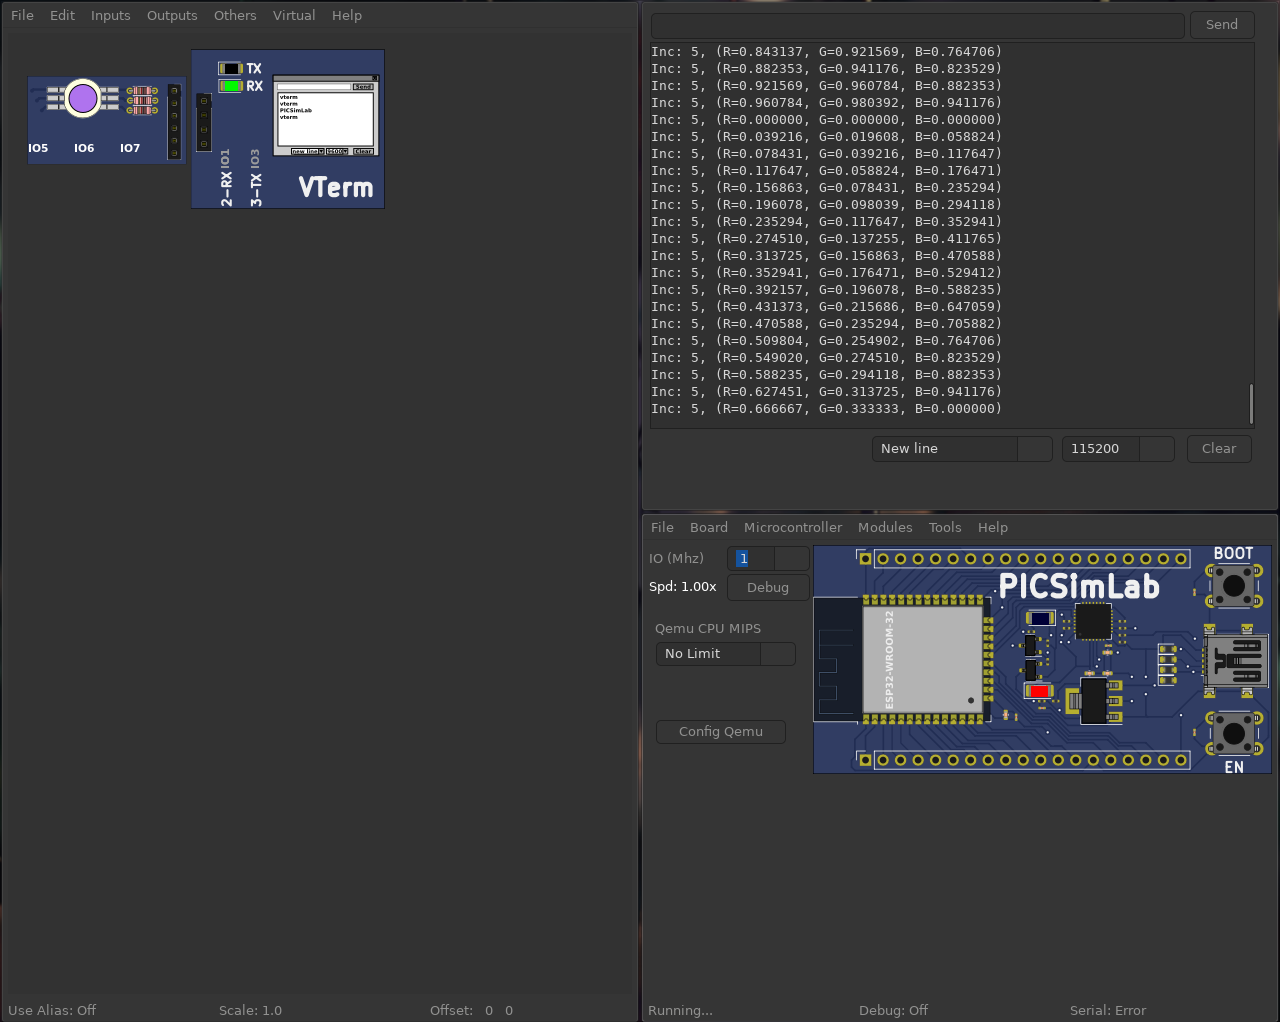 File Edit Inputs Outputs Others Virtual Help
IO5 IO6 IO7
TX
RX
Send
vterm
vterm
PICSimLab
vterm
Clear
2-RX IO1
3-TX IO3
VTerm
Use Alias: Off Scale: 1.0 Offset: 0 0
Send
Inc: 5, (R=0.843137, G=0.921569, B=0.764706)
Inc: 5, (R=0.882353, G=0.941176, B=0.823529)
Inc: 5, (R=0.921569, G=0.960784, B=0.882353)
Inc: 5, (R=0.960784, G=0.980392, B=0.941176)
Inc: 5, (R=0.000000, G=0.000000, B=0.000000)
Inc: 5, (R=0.039216, G=0.019608, B=0.058824)
Inc: 5, (R=0.078431, G=0.039216, B=0.117647)
Inc: 5, (R=0.117647, G=0.058824, B=0.176471)
Inc: 5, (R=0.156863, G=0.078431, B=0.235294)
Inc: 5, (R=0.196078, G=0.098039, B=0.294118)
Inc: 5, (R=0.235294, G=0.117647, B=0.352941)
Inc: 5, (R=0.274510, G=0.137255, B=0.411765)
Inc: 5, (R=0.313725, G=0.156863, B=0.470588)
Inc: 5, (R=0.352941, G=0.176471, B=0.529412)
Inc: 5, (R=0.392157, G=0.196078, B=0.588235)
Inc: 5, (R=0.431373, G=0.215686, B=0.647059)
Inc: 5, (R=0.470588, G=0.235294, B=0.705882)
Inc: 5, (R=0.509804, G=0.254902, B=0.764706)
Inc: 5, (R=0.549020, G=0.274510, B=0.823529)
Inc: 5, (R=0.588235, G=0.294118, B=0.882353)
Inc: 5, (R=0.627451, G=0.313725, B=0.941176)
Inc: 5, (R=0.666667, G=0.333333, B=0.000000)
New line 115200 Clear
File Board Microcontroller Modules Tools Help
IO (Mhz) 1
Spd: 1.00x Debug
Qemu CPU MIPS
No Limit
Config Qemu
BOOT
PICSimLab
ESP32-WROOM-32
EN
Running... Debug: Off Serial: Error